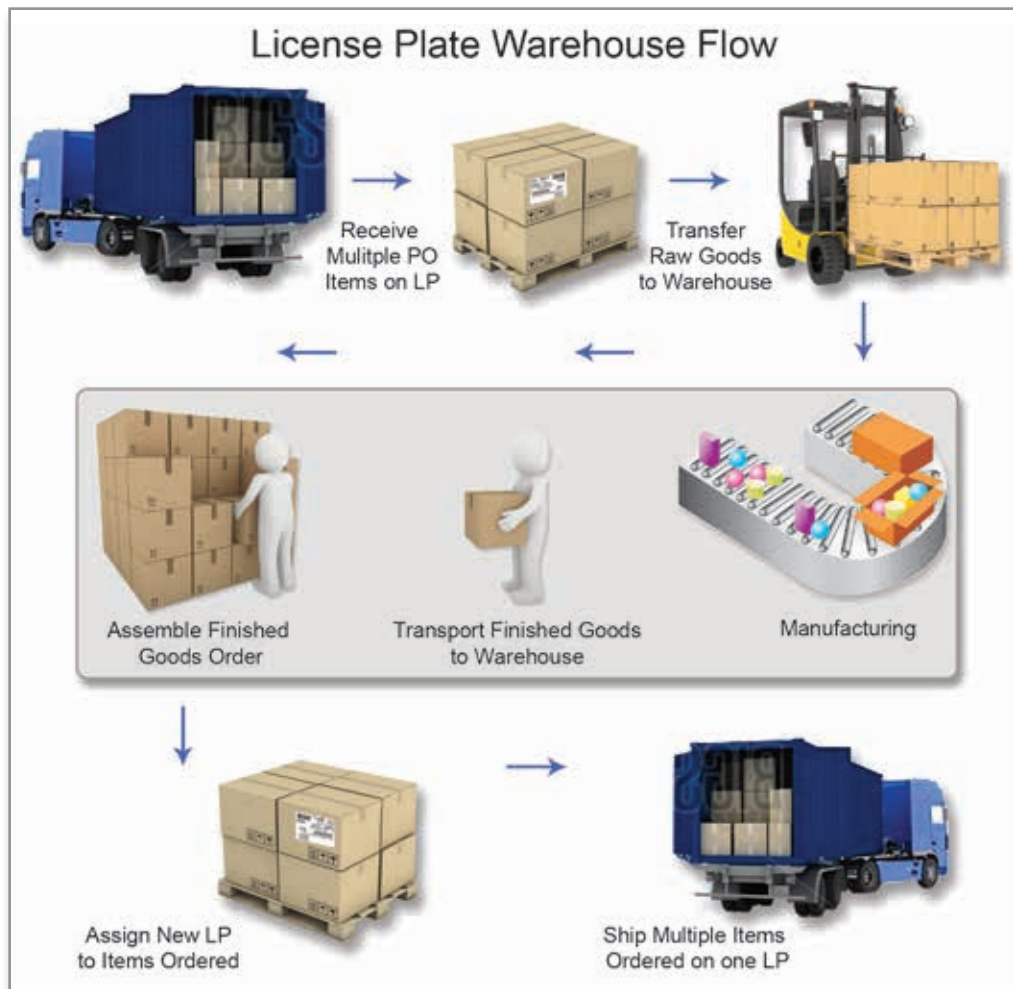 License Plate Warehouse Flow
Receive
Mulitple PO
Items on LP
Transfer
Raw Goods
to Warehouse
Assemble Finished
Goods Order
Transport Finished Goods
to Warehouse
Manufacturing
Assign New LP
to Items Ordered
Ship Multiple Items
Ordered on one LP